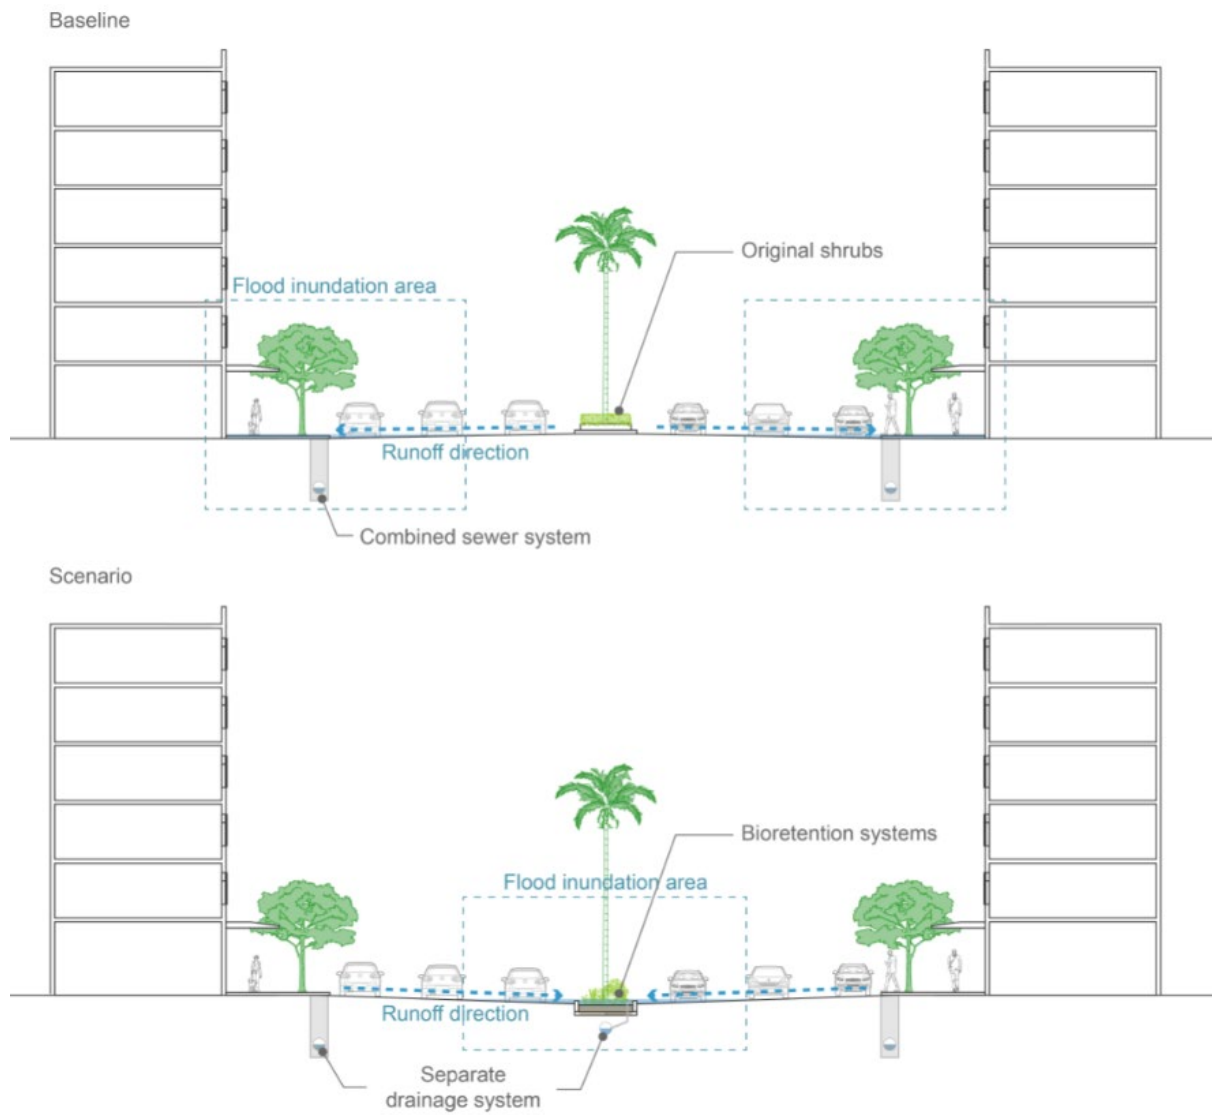 Baseline
Original shrubs
Flood inundation area
Runoff direction
Combined sewer system
Scenario
Bioretention systems
Flood inundation area
Runoff direction
Separate
drainage system